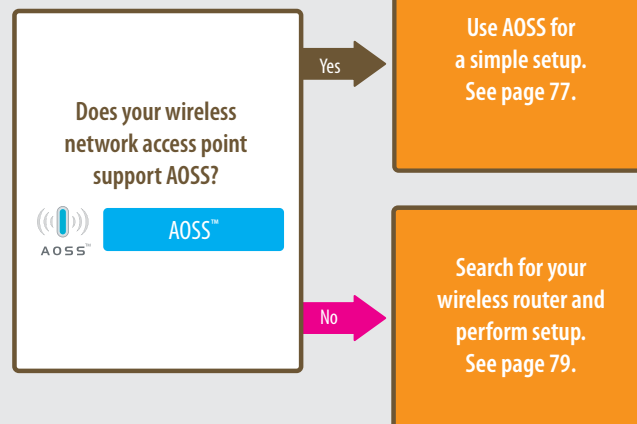 Does your wireless
network access point
support AOSS?
AOSS™
AOSS™
Yes
Use AOSS for
a simple setup.
See page 77.
No
Search for your
wireless router and
perform setup.
See page 79.